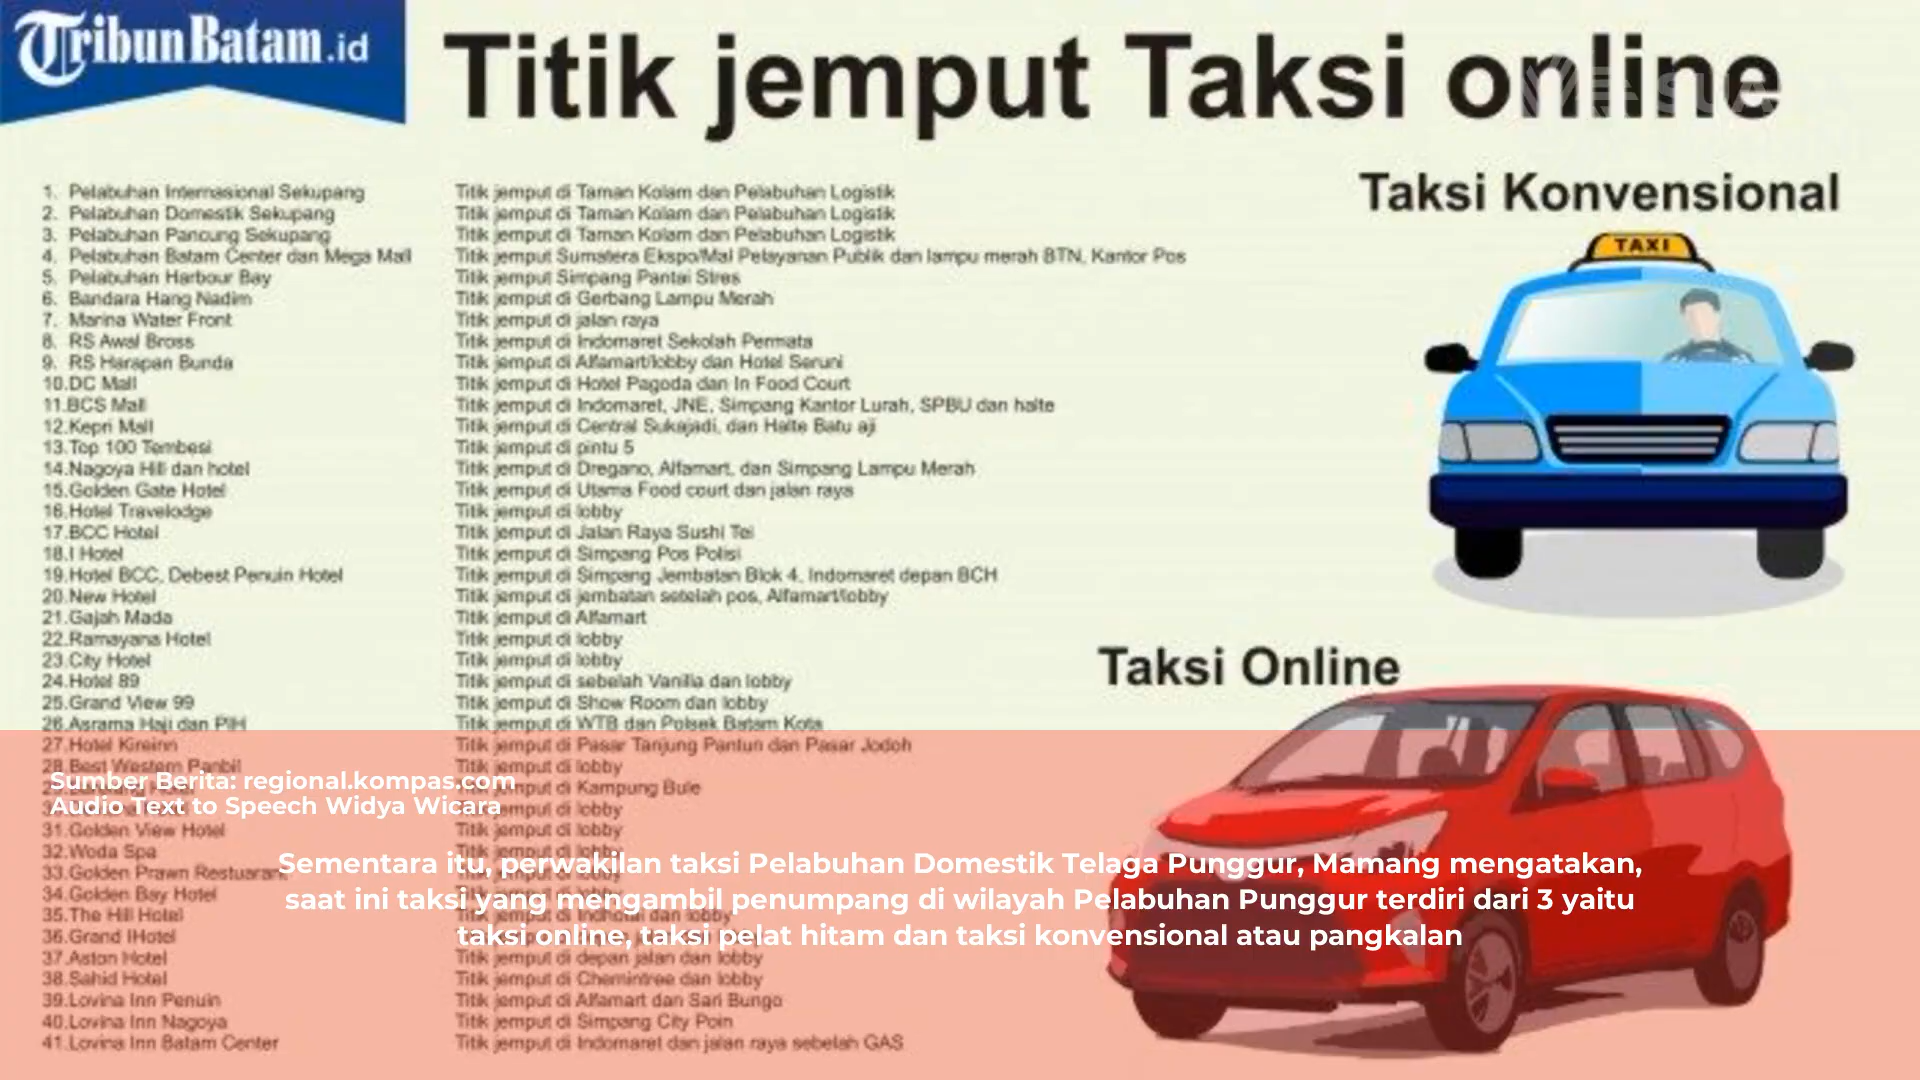 TribunBatam.id
Titik jemput Taksi online
1. Pelabuhan Internasional Sekupang Titik jemput di Taman Kolam dan Pelabuhan Logistik
2. Pelabuhan Domestik Sekupang Titik jemput di Taman Kolam dan Pelabuhan Logistik
3. Pelabuhan Pancung Sekupang Titik jemput di Taman Kolam dan Pelabuhan Logistik
4. Pelabuhan Batam Center dan Mega Mall Titik jemput Sumatera Ekspo/Mal Pelayanan Publik dan lampu merah BTN, Kantor Pos
5. Pelabuhan Harbour Bay Titik jemput Simpang Pantai Stres
6. Bandara Hang Nadim Titik jemput di Gerbang Lampu Merah
7. Marina Water Front Titik jemput di jalan raya
8. RS Awal Bross Titik jemput di Indomaret Sekolah Permata
9. RS Harapan Bunda Titik jemput di Alfamart/lobby dan Hotel Seruni
10.DC Mall Titik jemput di Hotel Pagoda dan In Food Court
11.BCS Mall Titik jemput di Indomaret, JNE, Simpang Kantor Lurah, SPBU dan halte
12.Kepri Mall Titik jemput di Central Sukajadi, dan Halte Batu aji
13.Top 100 Tembesi Titik jemput di pintu 5
14.Nagoya Hill dan hotel Titik jemput di Dregano, Alfamart, dan Simpang Lampu Merah
15.Golden Gate Hotel Titik jemput di Utama Food court dan jalan raya
16.Hotel Travelodge Titik jemput di lobby
17.BCC Hotel Titik jemput di Jalan Raya Sushi Tei
18.I Hotel Titik jemput di Simpang Pos Polisi
19.Hotel BCC, Debest Penuin Hotel Titik jemput di Simpang Jembatan Blok 4, Indomaret depan BCH
20.New Hotel Titik jemput di jembatan setelah pos, Alfamart/lobby
21.Gajah Mada Titik jemput di Alfamart
22.Ramayana Hotel Titik jemput di lobby
23.City Hotel Titik jemput di lobby
24.Hotel 89 Titik jemput di sebelah Vanilla dan lobby
25.Grand View 99 Titik jemput di Show Room dan lobby
26.Asrama Haji dan PIH Titik jemput di WTB dan Polsek Batam Kota
27.Hotel Kireinn Titik jemput di Pasar Tanjung Pantun dan Pasar Jodoh
28.Best Western Panbil Titik jemput di lobby
jemput di Kampung Bule
Titik jemput di lobby
31.Golden View Hotel Titik jemput di lobby
32.Woda Spa Titik jemput di lobby
33.Golden Prawn Restuarant
34.Golden Bay Hotel
35.The Hill Hotel Titik jemput di dan lobby
36.Grand IHotel
37.Aston Hotel Titik jemput di depan jalan dan lobby
38.Sahid Hotel Titik jemput di Chemintree dan lobby
39.Lovina Inn Penuin Titik jemput di Alfamart dan Sari Bungo
40.Lovina Inn Nagoya Titik jemput di Simpang City Poin
41.Lovina Inn Batam Center Titik jemput di Indomaret dan jalan raya sebelah GAS
Taksi Konvensional
TAXI
Taksi Online
Sumber Berita: regional.kompas.com
Audio Text to Speech Widya Wicara
Sementara itu, perwakilan taksi Pelabuhan Domestik Telaga Punggur, Mamang mengatakan,
saat ini taksi yang mengambil penumpang di wilayah Pelabuhan Punggur terdiri dari 3 yaitu
taksi online, taksi pelat hitam dan taksi konvensional atau pangkalan